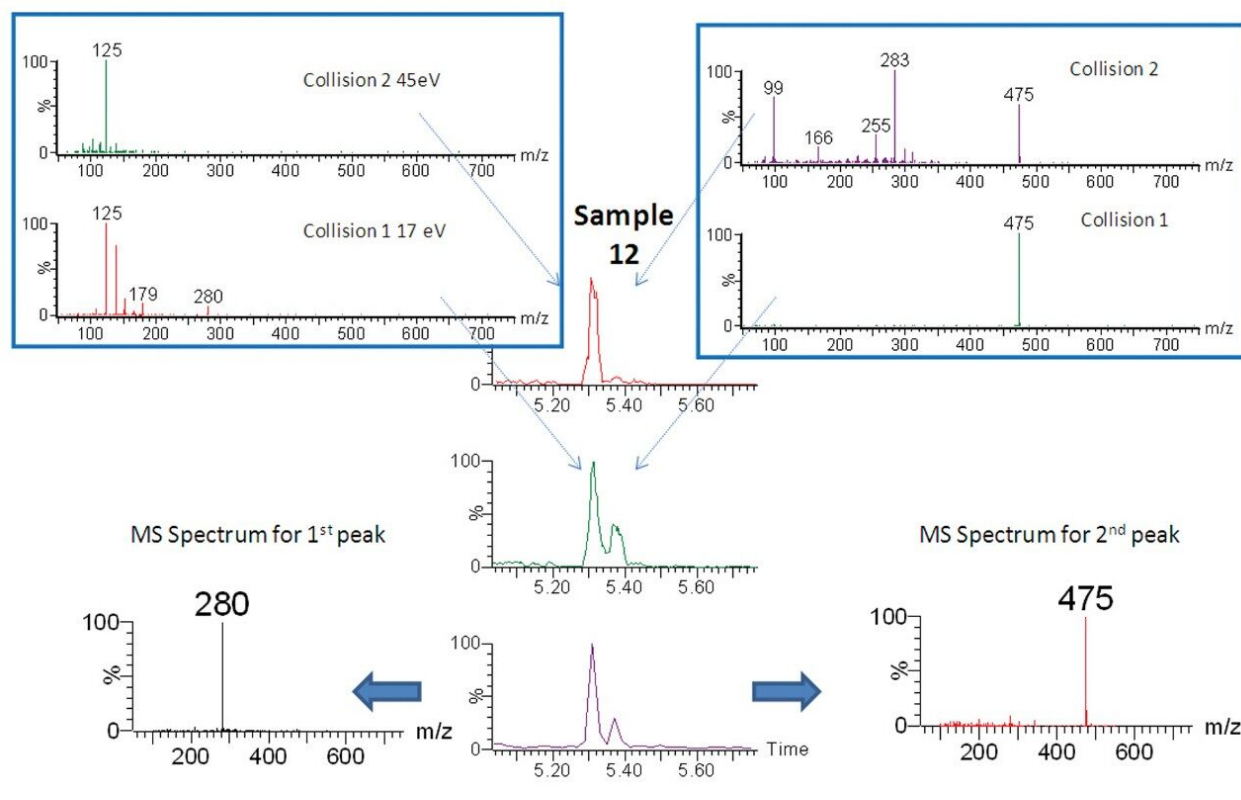 125
100
%
0
Collision 2 45eV
100 200 300 400 500 600 700 m/z
125
100
%
0
179
280
Collision 1 17 eV
100 200 300 400 500 600 700 m/z
283
100
99
%
0
166
255
475
Collision 2
100 200 300 400 500 600 700 m/z
475
100
%
0
Collision 1
100 200 300 400 500 600 700 m/z
Sample
12
0
5.20 5.40 5.60
100
%
0
5.20 5.40 5.60
MS Spectrum for 1st peak
280
100
%
0
m/z
200 400 600
100
%
0
Time
5.20 5.40 5.60
MS Spectrum for 2nd peak
475
100
%
0
m/z
200 400 600